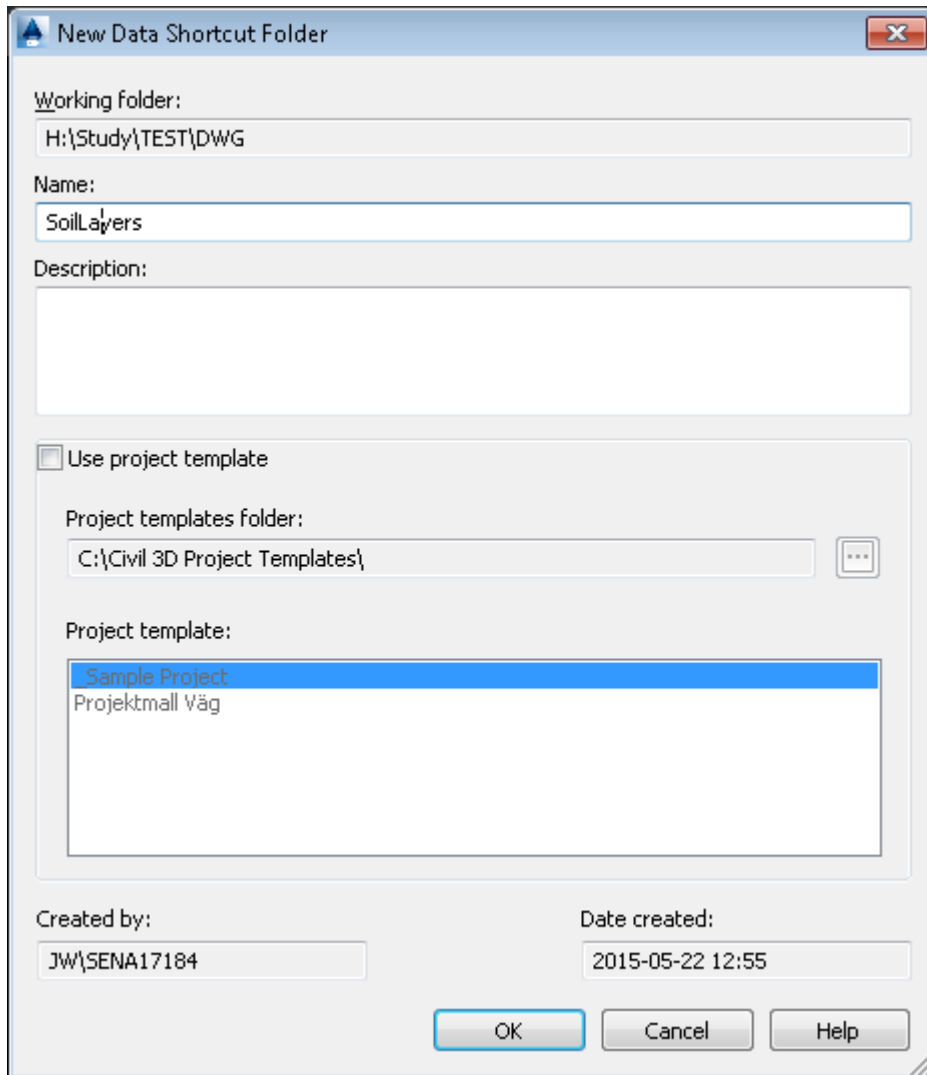 New Data Shortcut Folder
Working folder:
H:\Study\TEST\DWG
Name:
SoilLayers
Description:
Use project template
Project templates folder:
C:\Civil 3D Project Templates\
...
Project template:
_Sample Project
Projektmall Väg
Created by:
Date created:
JW\SENA17184
2015-05-22 12:55
OK
Cancel
Help